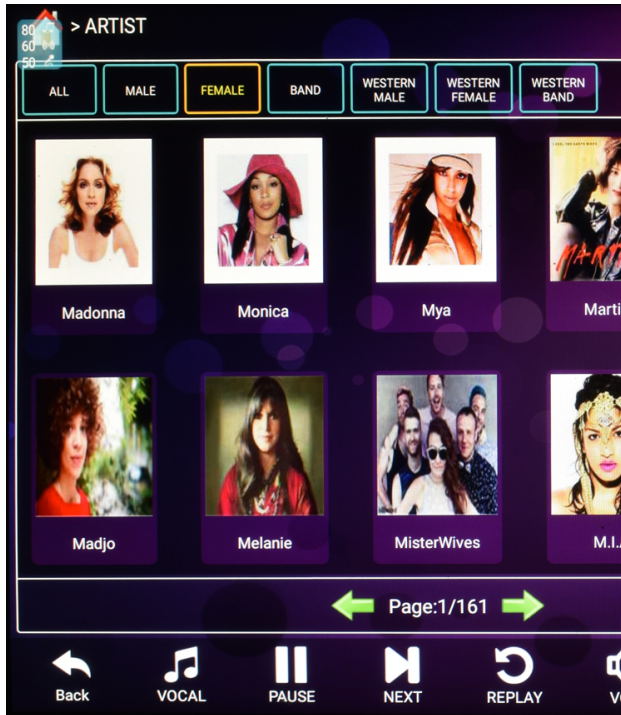 80
60
50
> ARTIST
ALL
MALE
FEMALE
BAND
WESTERN
MALE
WESTERN
FEMALE
WESTERN
BAND
MART
Madonna
Monica
Mya
Marti
Madjo
Melanie
MisterWives
M.I.
Page:1/161
Back
VOCAL
PAUSE
NEXT
REPLAY
V